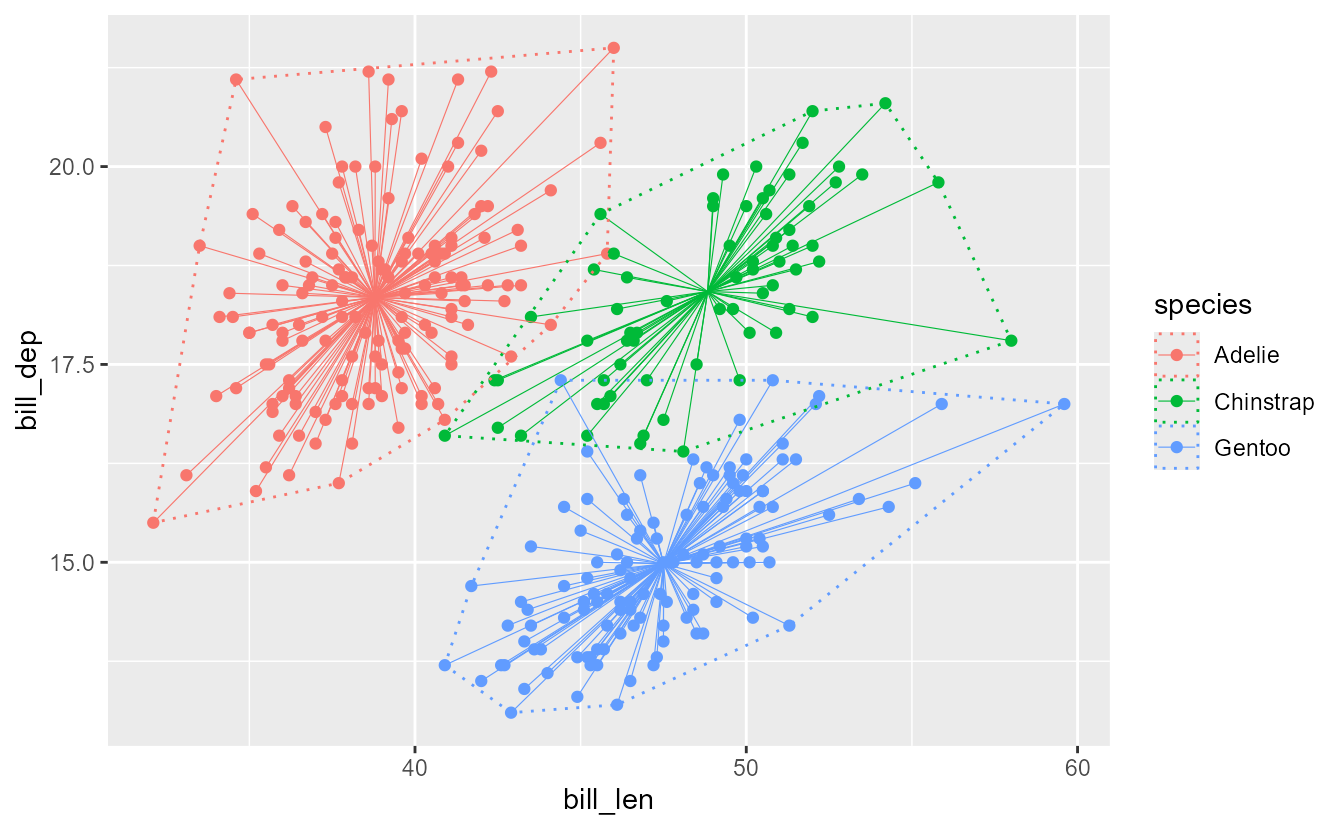 20.0
17.5
15.0
bill_dep
40
50
60
bill_len
species
Adelie
Chinstrap
Gentoo